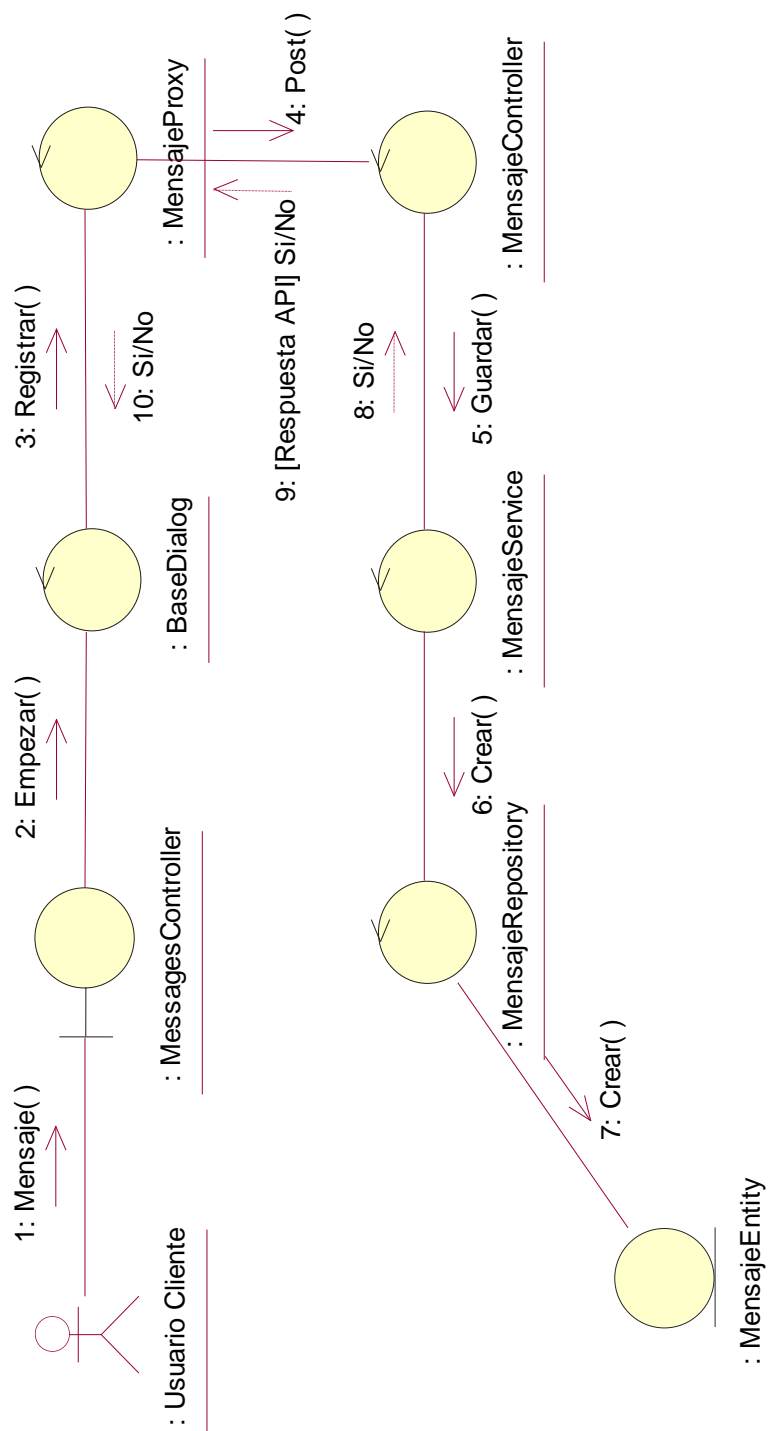 1: Mensaje( )
2: Empezar( )
3: Registrar( )
10: Si/No
: Usuario Cliente
: MessagesController
: BaseDialog
: MensajeProxy
4: Post( )
9: [Respuesta API] Si/No
8: Si/No
5: Guardar( )
6: Crear( )
7: Crear( )
: MensajeEntity
: MensajeRepository
: MensajeService
: MensajeController